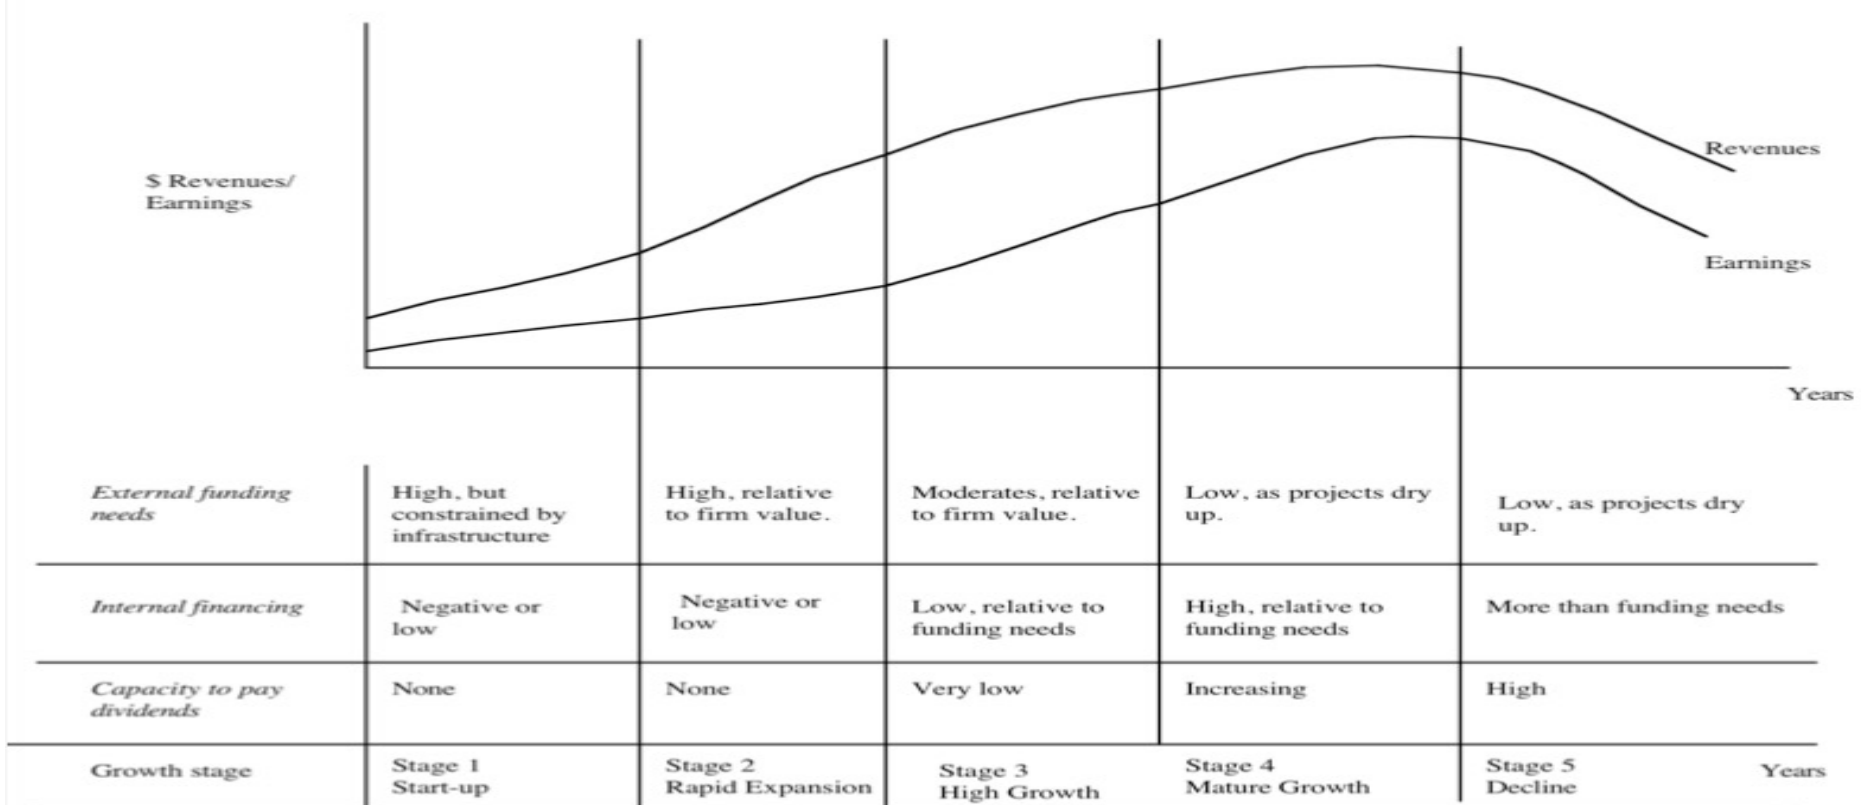 $ Revenues/
Earnings
Revenues
Earnings
Years
External funding
needs
High, but
constrained by
infrastructure
High, relative
to firm value.
Moderates, relative
to firm value.
Low, as projects dry
up.
Low, as projects dry
up.
Internal financing
Negative or
low
Negative or
low
Low, relative to
funding needs
High, relative to
funding needs
More than funding needs
Capacity to pay
dividends
None
None
Very low
Increasing
High
Growth stage
Stage 1
Start-up
Stage 2
Rapid Expansion
Stage 3
High Growth
Stage 4
Mature Growth
Stage 5
Decline
Years